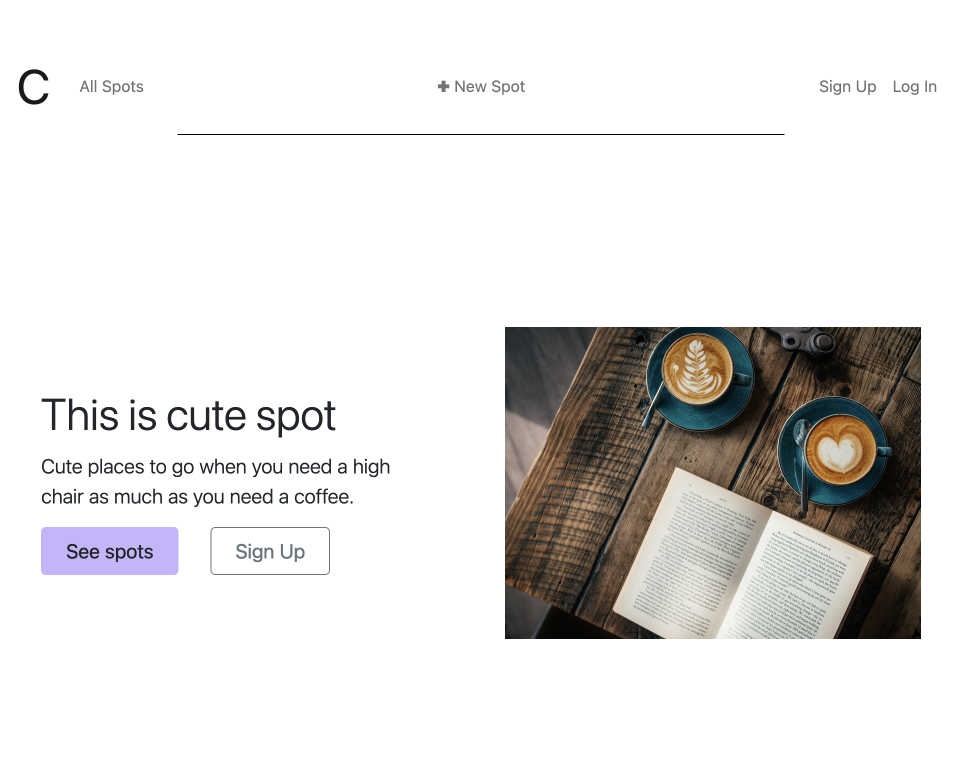 C
All Spots
New Spot
Sign Up
Log In
This is cute spot
Cute places to go when you need a high
chair as much as you need a coffee.
See spots
Sign Up